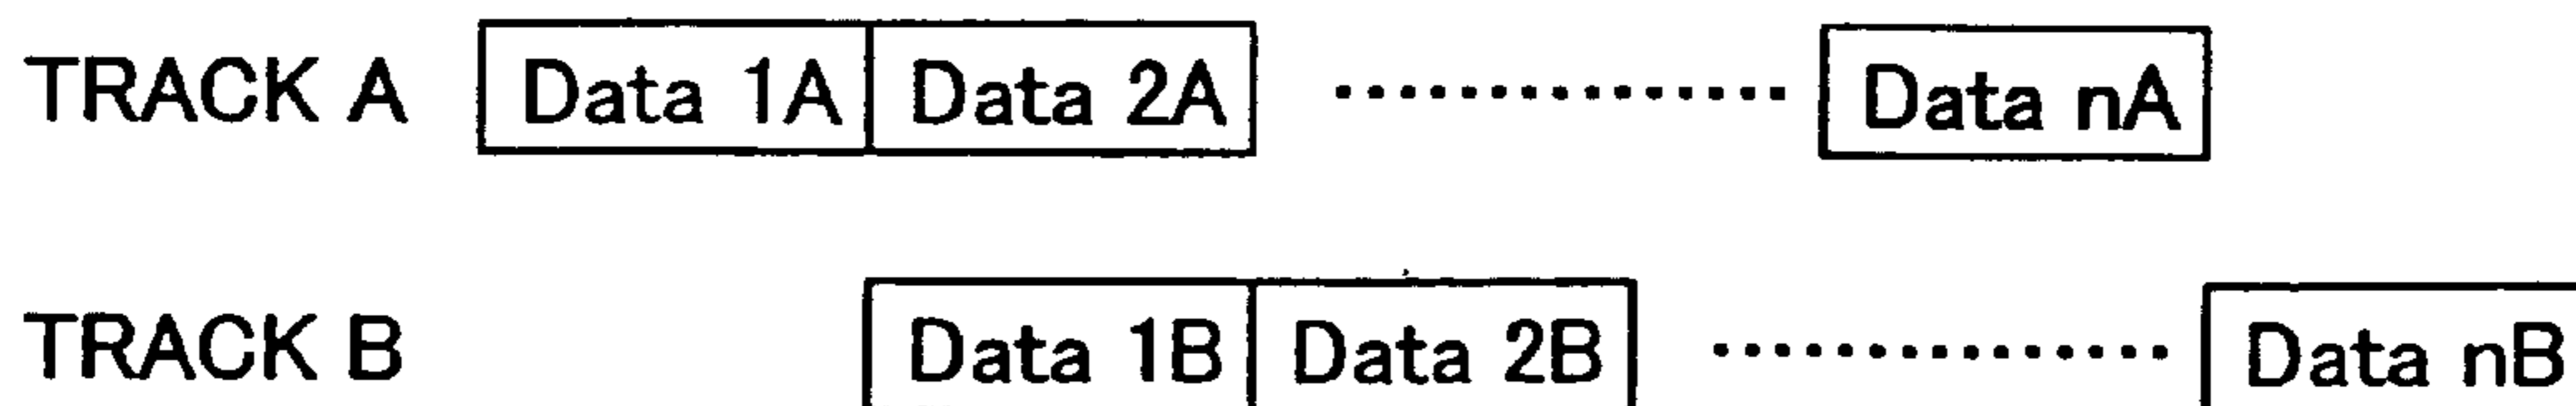 TRACK A Data 1A Data 2A ............... Data nA
TRACK B Data 1B Data 2B ............... Data nB